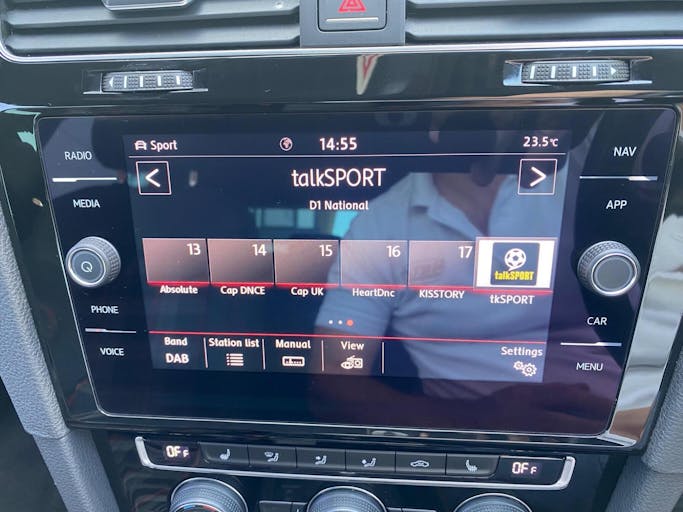 RADIO
MEDIA
PHONE
VOICE
Sport 14:55 23.5°C
talkSPORT
D1 National
13 14 15 16 17
talkSPORT
Absolute Cap DNCE Cap UK HeartDnc KISSTORY tkSPORT
Band Station list Manual View Settings
DAB
NAV
APP
CAR
MENU
OFF OFF